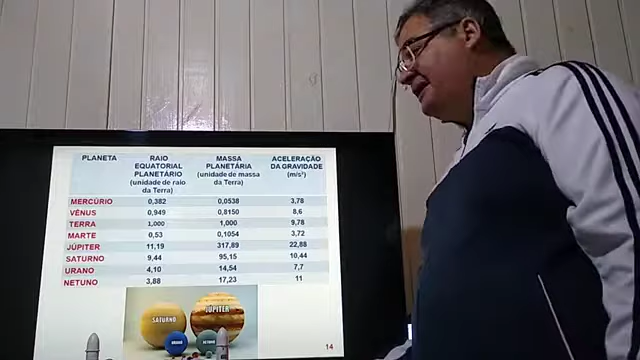 PLANETA RAIO EQUATORIAL PLANETÁRIO (unidade de raio da Terra) MASSA PLANETÁRIA (unidade de massa da Terra) ACELERAÇÃO DA GRAVIDADE (m/s²)
MERCÚRIO 0,382 0,0538 3,78
VÊNUS 0,949 0,8150 8,6
TERRA 1,000 1,000 9,78
MARTE 0,53 0,1054 3,72
JÚPITER 11,19 317,89 22,88
SATURNO 9,44 95,15 10,44
URANO 4,10 14,54 7,7
NETUNO 3,88 17,23 11
SATURNO JÚPITER
14